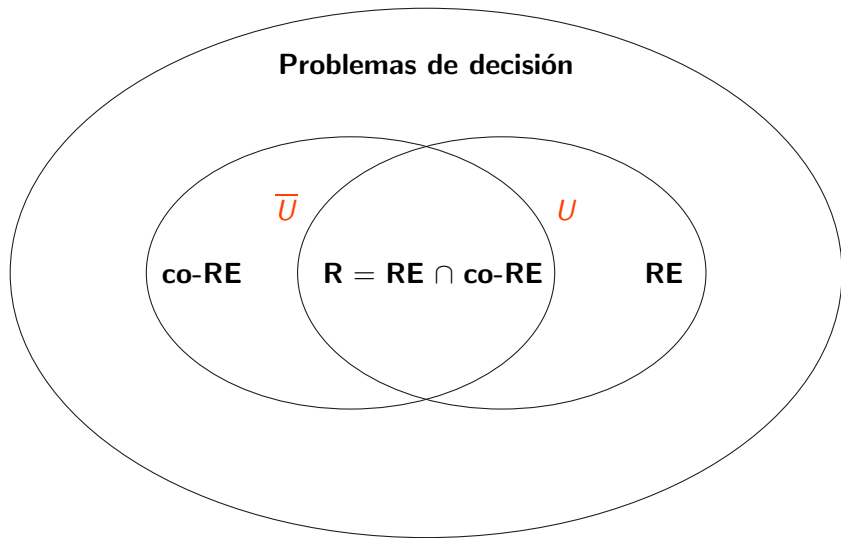 Problemas de decisión
U̅ U
co-RE R = RE ∩ co-RE RE